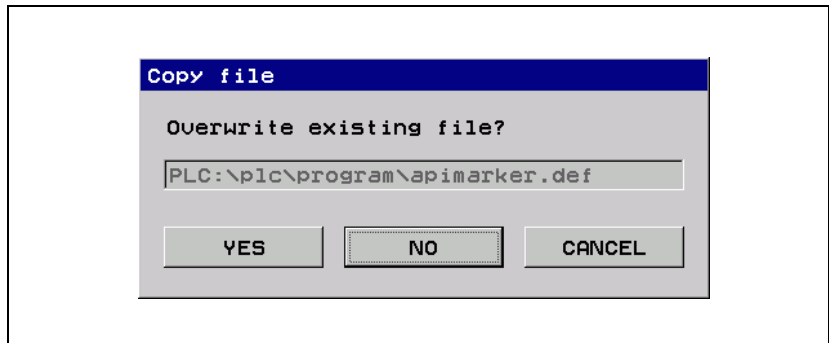 Copy file
Overwrite existing file?
PLC:\plc\program\apimarker.def
YES NO CANCEL